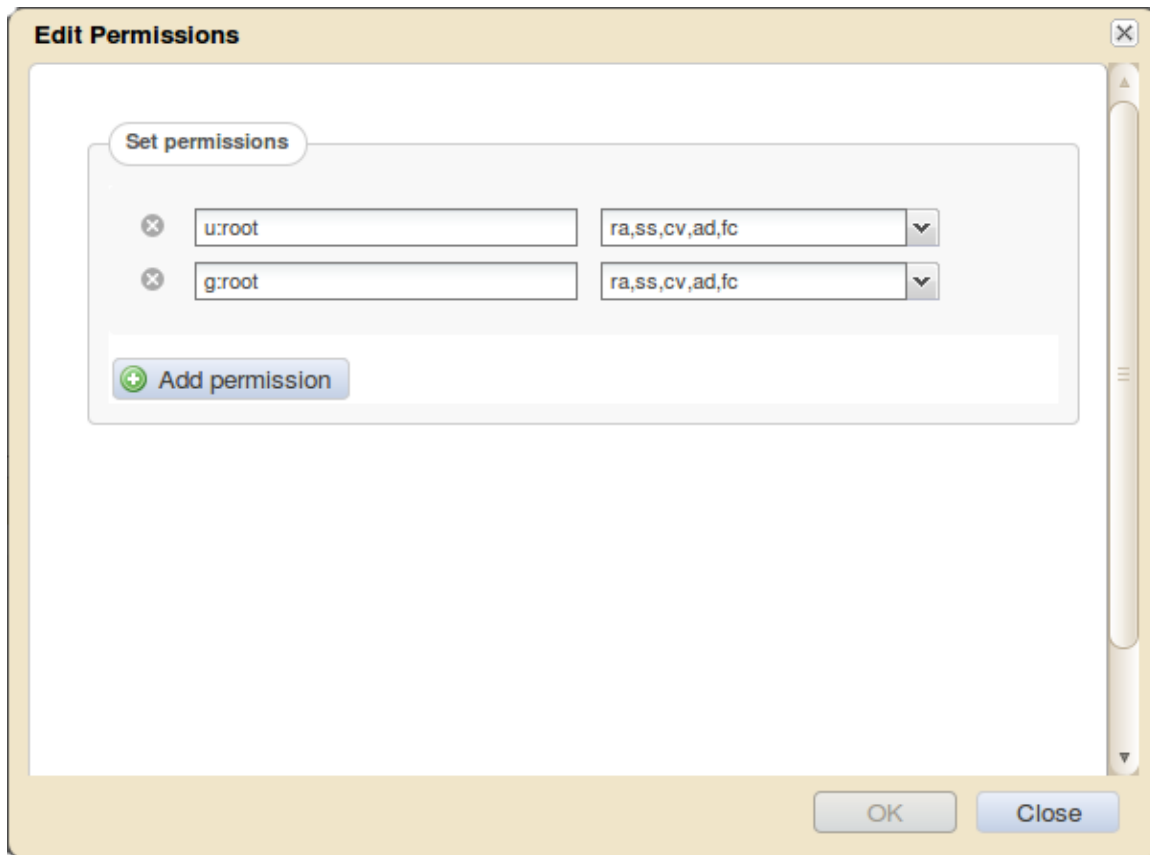 Edit Permissions
Set permissions
u:root ra,ss,cv,ad,fc
g:root ra,ss,cv,ad,fc
Add permission
OK Close